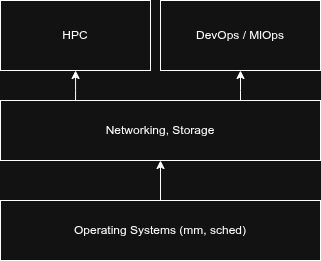 HPC
DevOps / MlOps
Networking, Storage
Operating Systems (mm, sched)